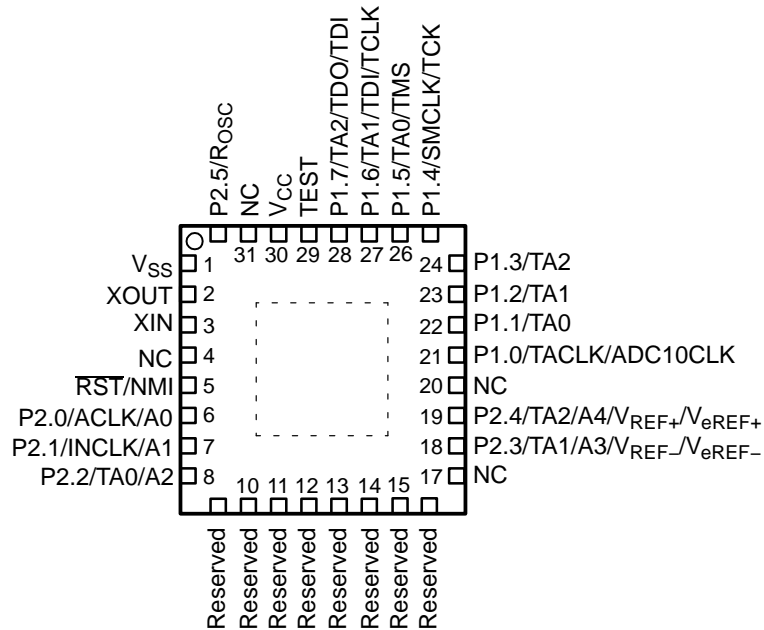 P2.5/ROSC
NC
VCC
TEST
P1.7/TA2/TDO/TDI
P1.6/TA1/TDI/TCLK
P1.5/TA0/TMS
P1.4/SMCLK/TCK
31 30 29 28 27 26
VSS 1
XOUT 2
XIN 3
NC 4
R̅S̅T̅/NMI 5
P2.0/ACLK/A0 6
P2.1/INCLK/A1 7
P2.2/TA0/A2 8
24 P1.3/TA2
23 P1.2/TA1
22 P1.1/TA0
21 P1.0/TACLK/ADC10CLK
20 NC
19 P2.4/TA2/A4/VREF+/VeREF+
18 P2.3/TA1/A3/VREF−/VeREF−
17 NC
10 11 12 13 14 15
Reserved
Reserved
Reserved
Reserved
Reserved
Reserved
Reserved
Reserved